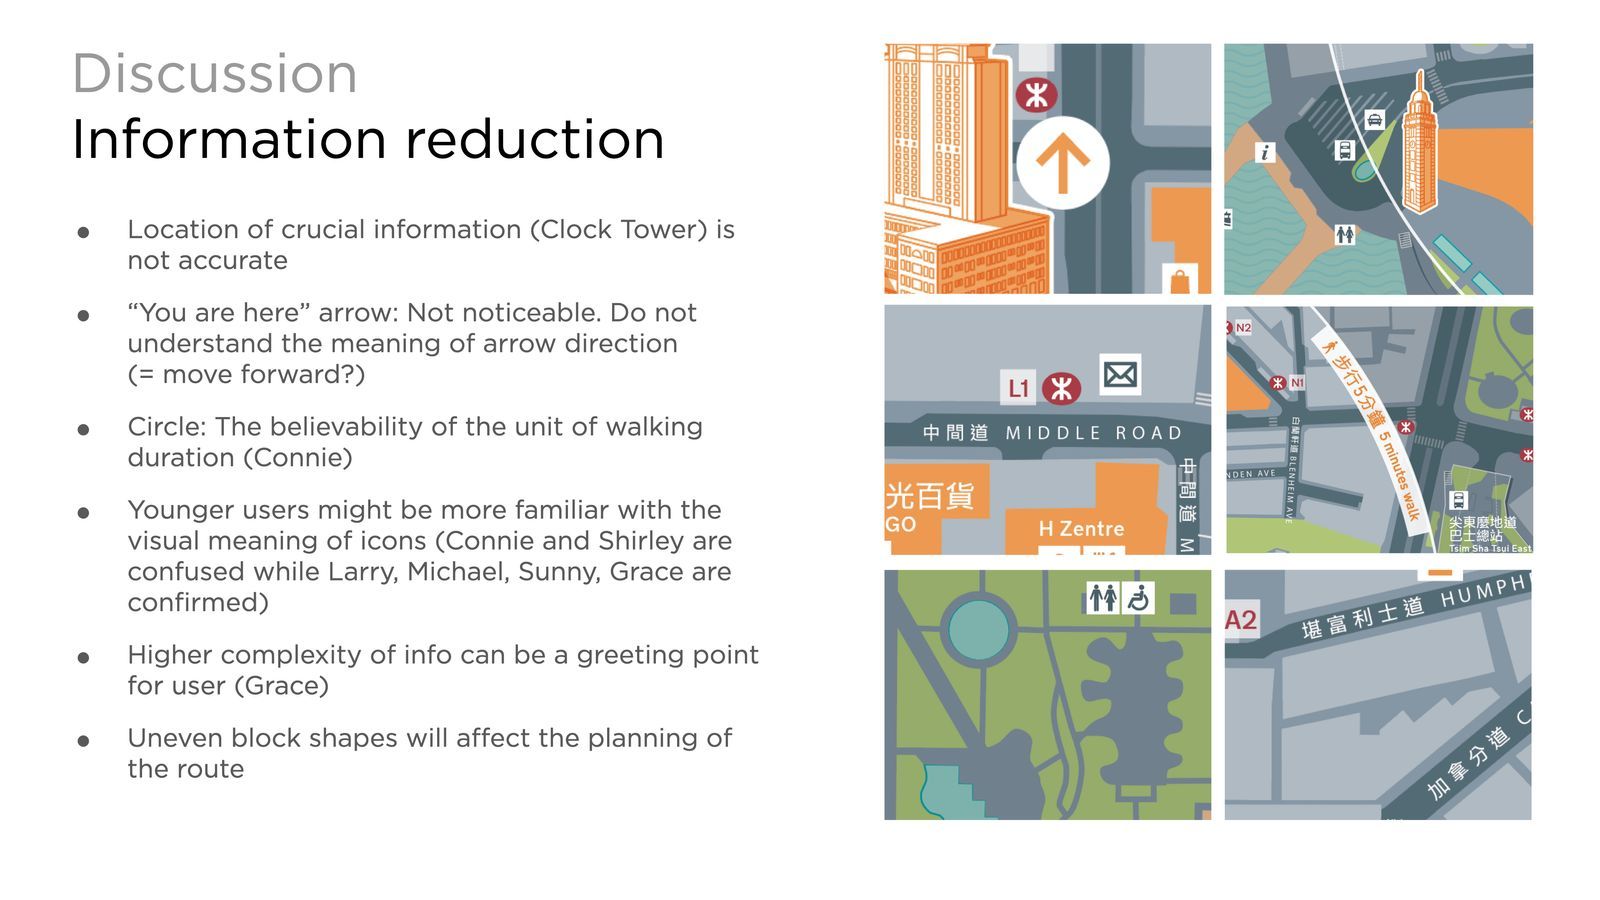 Discussion
Information reduction
● Location of crucial information (Clock Tower) is
not accurate
● “You are here” arrow: Not noticeable. Do not
understand the meaning of arrow direction
(= move forward?)
● Circle: The believability of the unit of walking
duration (Connie)
● Younger users might be more familiar with the
visual meaning of icons (Connie and Shirley are
confused while Larry, Michael, Sunny, Grace are
confirmed)
● Higher complexity of info can be a greeting point
for user (Grace)
● Uneven block shapes will affect the planning of
the route
i
L1
中間道 MIDDLE ROAD
中間道 M
光百貨
GO
H Zentre
N2
N1
步行5分鐘 5 minutes walk
白蘭軒道 BLENHEIM AVE
NDEN AVE
尖東麼地道
巴士總站
Tsim Sha Tsui East
A2
堪富利士道 HUMPH
加拿分道 C